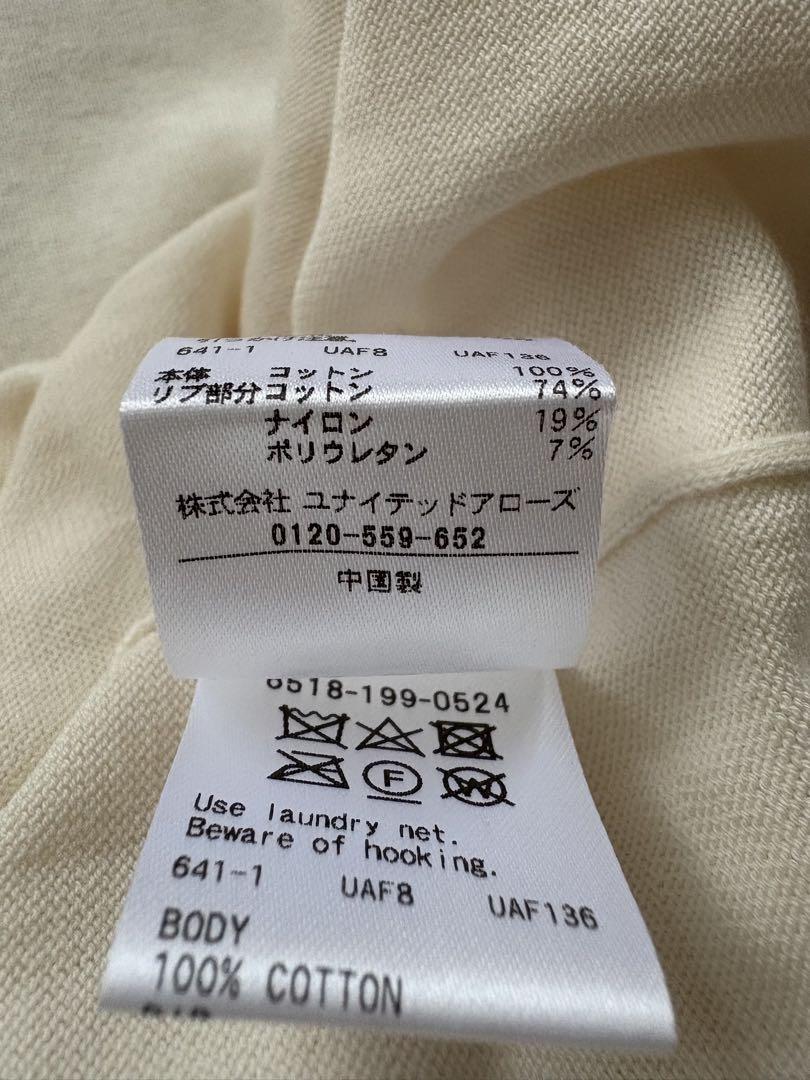 641-1 UAF8 UAF136
本体 コットン 100%
リブ部分 コットン 74%
ナイロン 19%
ポリウレタン 7%
株式会社 ユナイテッドアローズ
0120-559-652
中国製
6518-199-0524
Use laundry net.
Beware of hooking.
641-1 UAF8 UAF136
BODY
100% COTTON